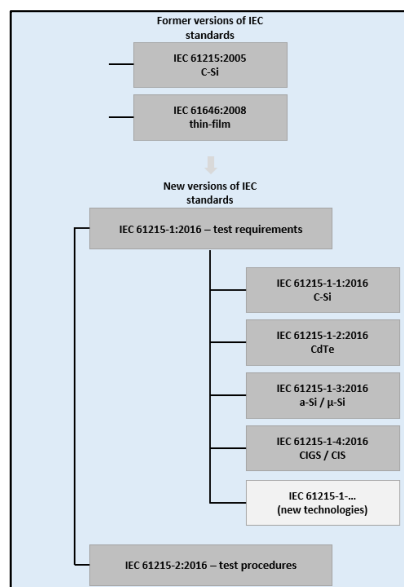 Former versions of IEC
standards
IEC 61215:2005
C-Si
IEC 61646:2008
thin-film
New versions of IEC
standards
IEC 61215-1:2016 – test requirements
IEC 61215-1-1:2016
C-Si
IEC 61215-1-2:2016
CdTe
IEC 61215-1-3:2016
a-Si / μ-Si
IEC 61215-1-4:2016
CIGS / CIS
IEC 61215-1-...
(new technologies)
IEC 61215-2:2016 – test procedures